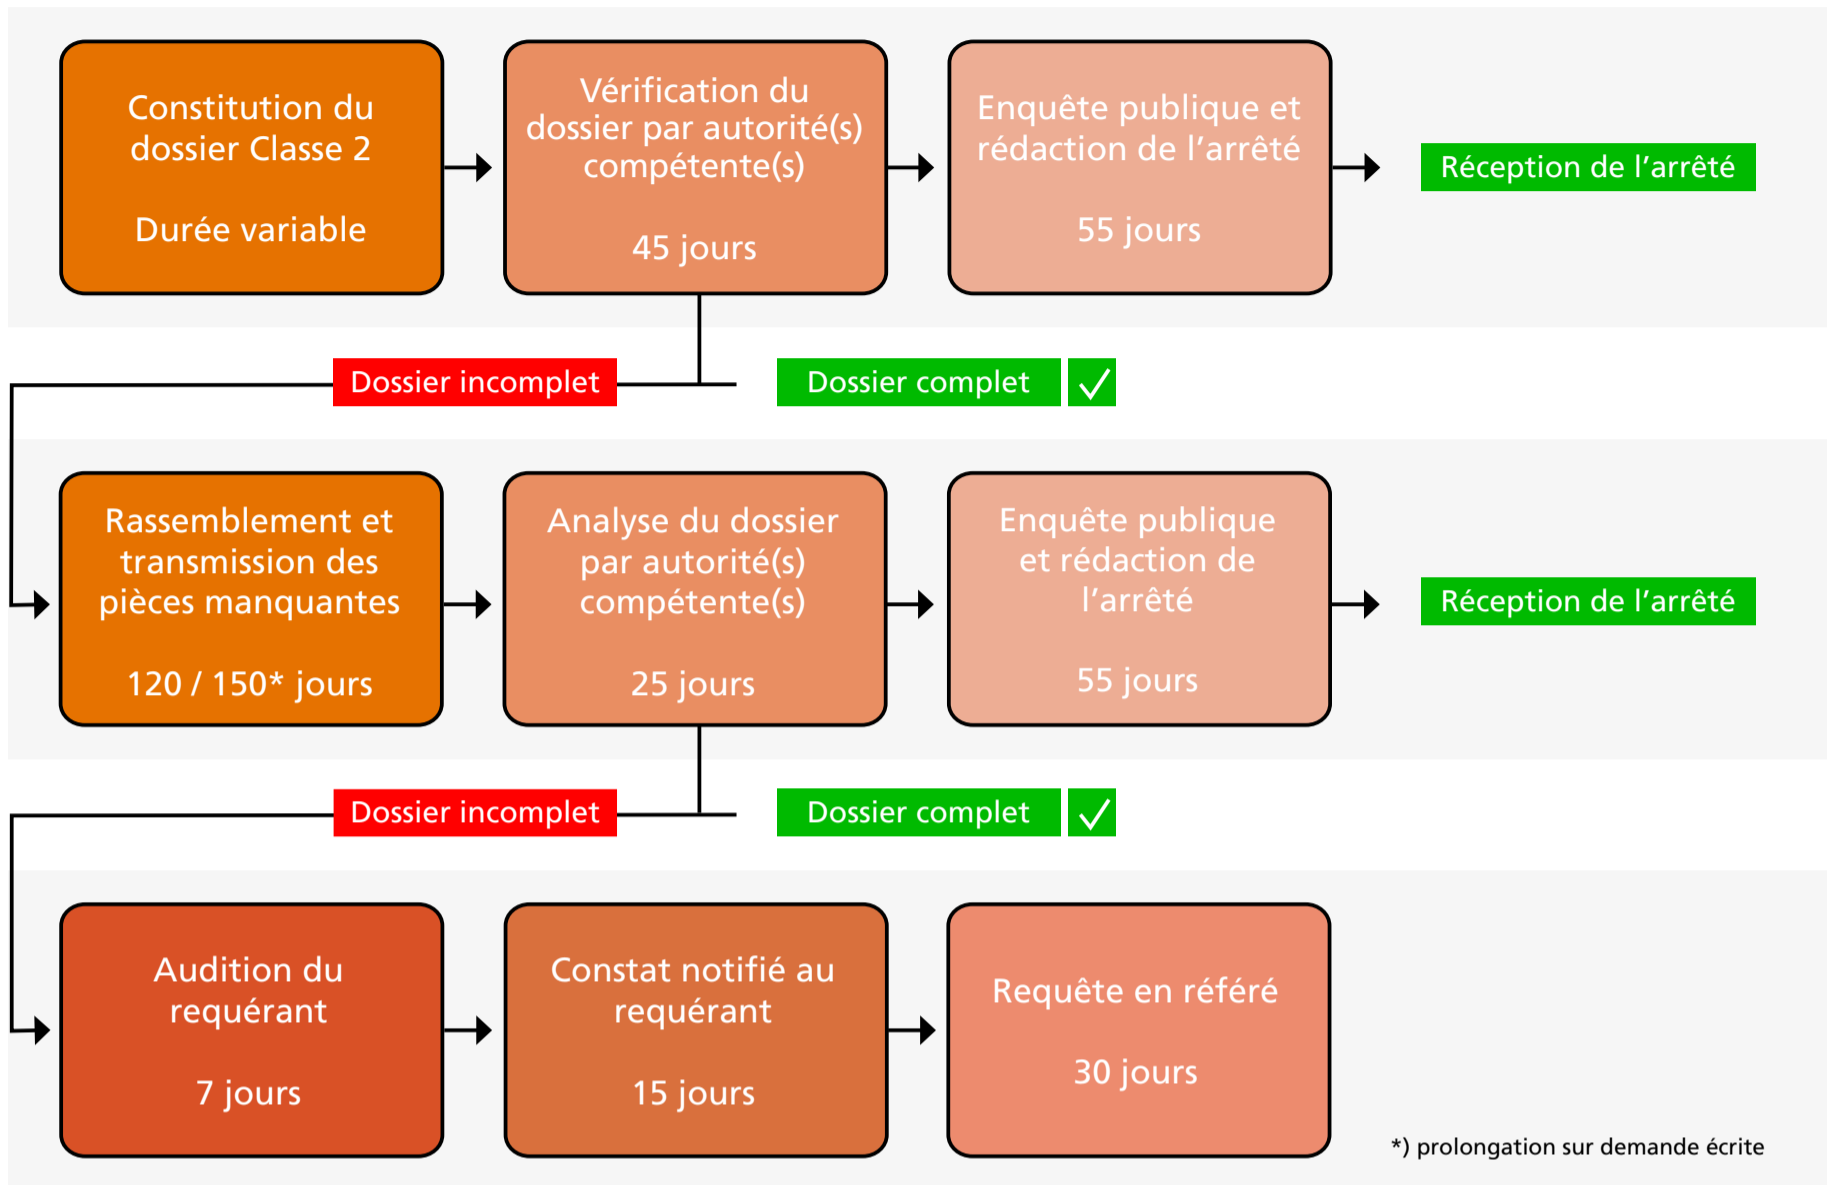 Constitution du
dossier Classe 2
Durée variable
Vérification du
dossier par autorité(s)
compétente(s)
45 jours
Enquête publique et
rédaction de l’arrêté
55 jours
Réception de l’arrêté
Dossier incomplet
Dossier complet
Rassemblement et
transmission des
pièces manquantes
120 / 150* jours
Analyse du dossier
par autorité(s)
compétente(s)
25 jours
Enquête publique
et rédaction de
l’arrêté
55 jours
Réception de l’arrêté
Dossier incomplet
Dossier complet
Audition du
requérant
7 jours
Constat notifié au
requérant
15 jours
Requête en référé
30 jours
*) prolongation sur demande écrite